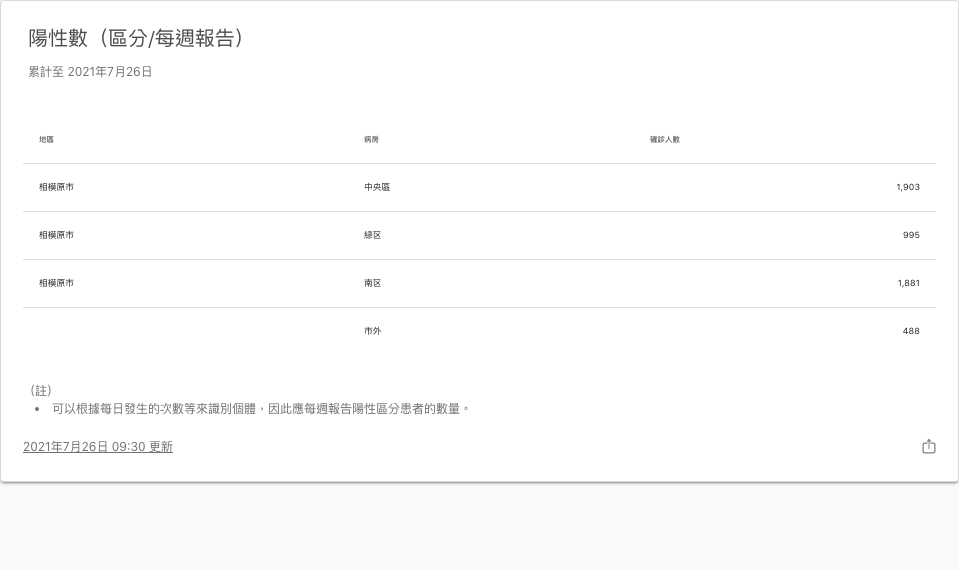 陽性數（區分/每週報告）
累計至 2021年7月26日
地區 病房 確診人數
相模原市 中央區 1,903
相模原市 緑区 995
相模原市 南区 1,881
市外 488
（註）
• 可以根據每日發生的次數等來識別個體，因此應每週報告陽性區分患者的數量。
2021年7月26日 09:30 更新